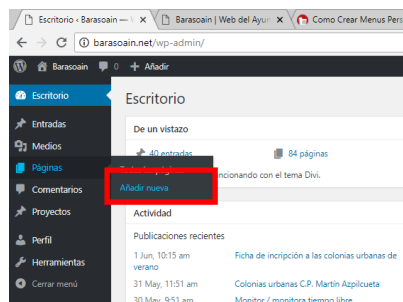 Escritorio ‹ Barasoain — W
Barasoain | Web del Ayun
Como Crear Menus Pers
barasoain.net/wp-admin/
Barasoain 0 + Añadir
Escritorio
Entradas
Medios
Páginas
Comentarios
Proyectos
Perfil
Herramientas
Cerrar menú
Añadir nueva
Escritorio
De un vistazo
40 entradas 84 páginas
ncionando con el tema Divi.
Actividad
Publicaciones recientes
1 Jun, 10:15 am Ficha de incripción a las colonias urbanas de
verano
31 May, 11:51 am Colonias urbanas C.P. Martín Azpilcueta
30 May, 9:51 am Monitor / monitora tiempo libre